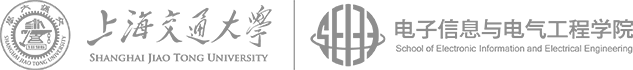 上海交通大學
SHANGHAI JIAO TONG UNIVERSITY
电子信息与电气工程学院
School of Electronic Information and Electrical Engineering